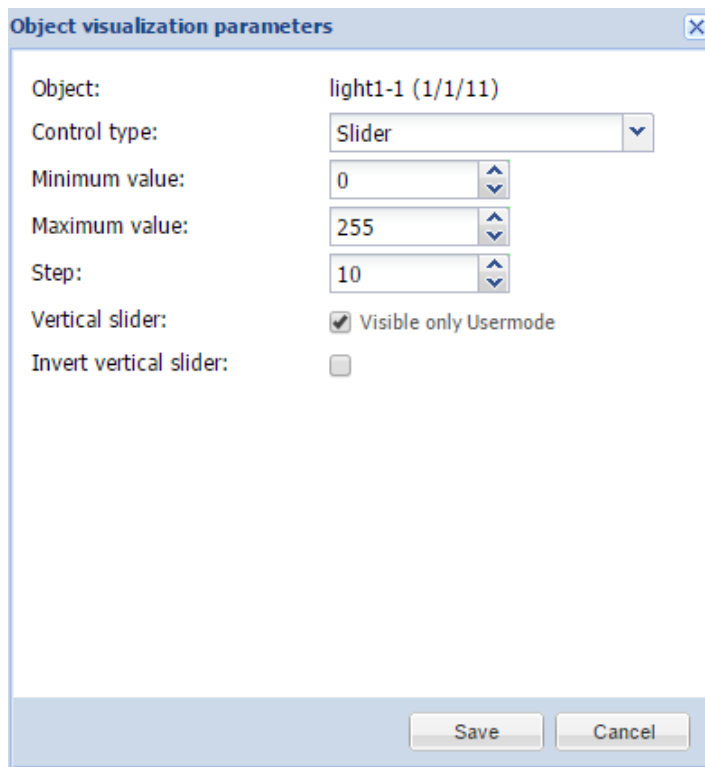 Object visualization parameters
Object: light1-1 (1/1/11)
Control type: Slider
Minimum value: 0
Maximum value: 255
Step: 10
Vertical slider: Visible only Usermode
Invert vertical slider:
Save Cancel